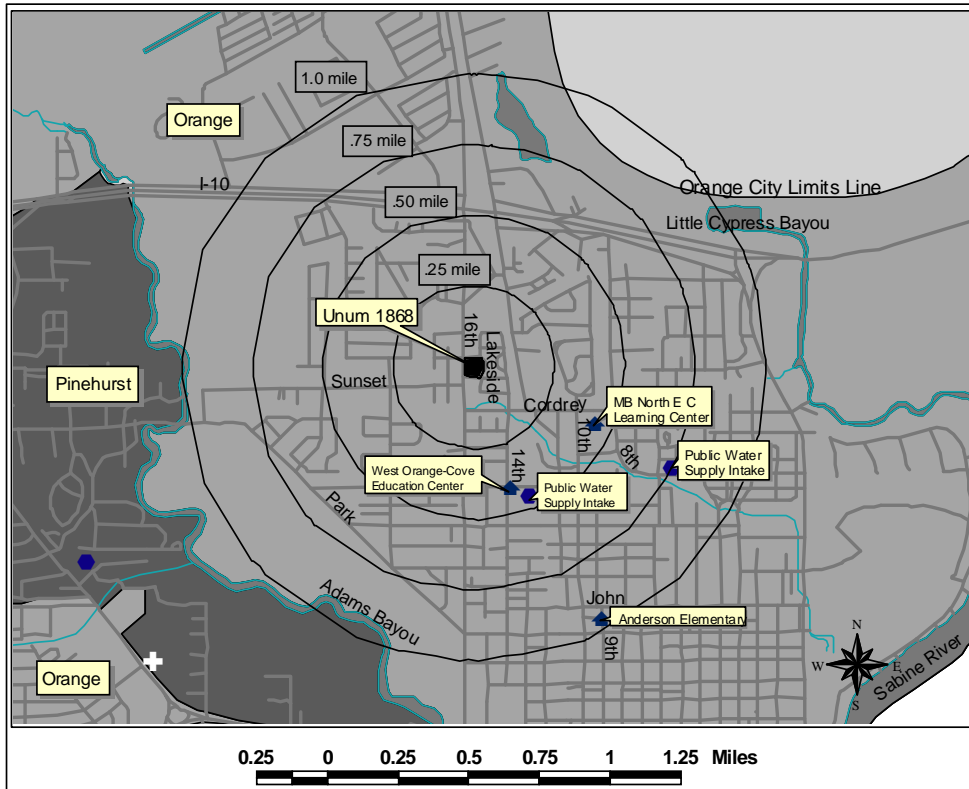 1.0 mile
Orange
.75 mile
I-10
Orange City Limits Line
.50 mile
Little Cypress Bayou
.25 mile
Unum 1868
16th
Lakeside
Pinehurst
Sunset
Cordrey
MB North E C
Learning Center
10th
8th
14th
West Orange-Cove
Education Center
Public Water
Supply Intake
Public Water
Supply Intake
Park
Adams Bayou
John
Anderson Elementary
9th
Orange
N
W
E
S
Sabine River
0.25 0 0.25 0.5 0.75 1 1.25 Miles